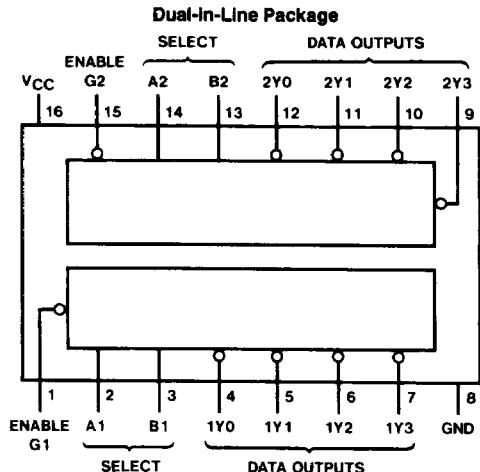 Dual-In-Line Package
SELECT DATA OUTPUTS
ENABLE
VCC G2 A2 B2 2Y0 2Y1 2Y2 2Y3
16 15 14 13 12 11 10 9
1 2 3 4 5 6 7 8
ENABLE A1 B1 1Y0 1Y1 1Y2 1Y3 GND
G1
SELECT DATA OUTPUTS